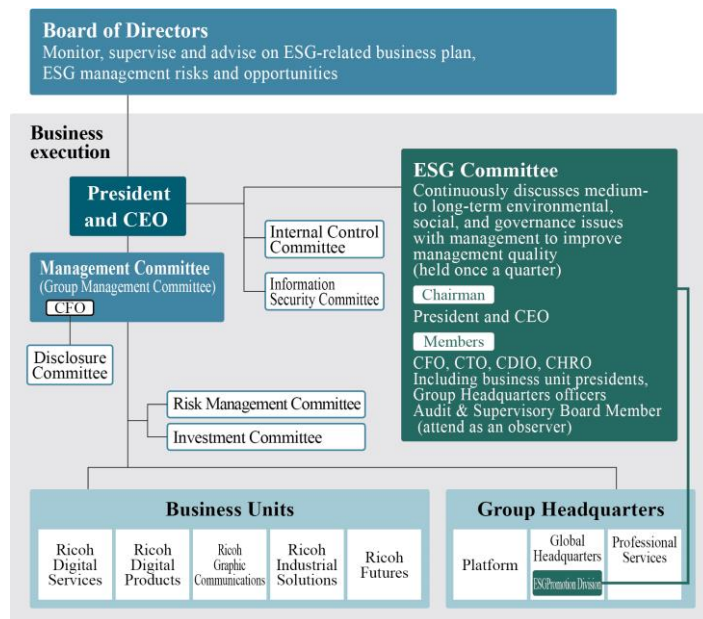 Board of Directors
Monitor, supervise and advise on ESG-related business plan,
ESG management risks and opportunities
Business
execution
President
and CEO
Management Committee
(Group Management Committee)
CFO
Disclosure
Committee
Internal Control
Committee
Information
Security Committee
ESG Committee
Continuously discusses medium-
to long-term environmental,
social, and governance issues
with management to improve
management quality
(held once a quarter)
Chairman
President and CEO
Members
CFO, CTO, CDIO, CHRO
Including business unit presidents,
Group Headquarters officers
Audit & Supervisory Board Member
(attend as an observer)
Risk Management Committee
Investment Committee
Business Units
Ricoh
Digital
Services
Ricoh
Digital
Products
Ricoh
Graphic
Communications
Ricoh
Industrial
Solutions
Ricoh
Futures
Group Headquarters
Platform
Global
Headquarters
ESGPromotion Division
Professional
Services